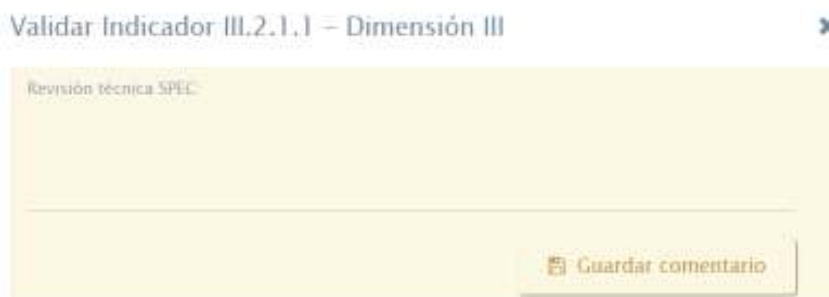 Validar Indicador III.2.1.1 – Dimensión III
Revisión técnica SPEC:
Guardar comentario